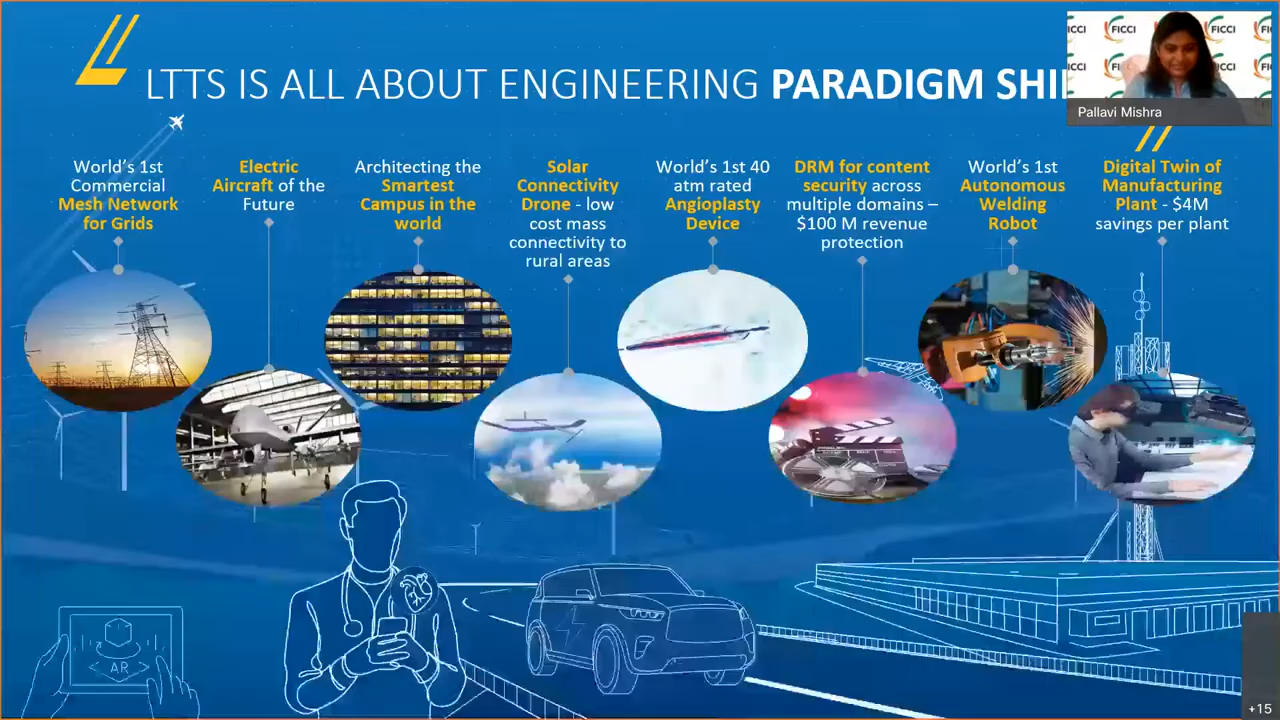 LTTS IS ALL ABOUT ENGINEERING PARADIGM SHI
FICCI
FICCI
FICCI
Pallavi Mishra
World's 1st
Commercial
Mesh Network
for Grids
Electric
Aircraft of the
Future
Architecting the
Smartest
Campus in the
world
Solar
Connectivity
Drone - low
cost mass
connectivity to
rural areas
World's 1st 40
atm rated
Angioplasty
Device
DRM for content
security across
multiple domains –
$100 M revenue
protection
World's 1st
Autonomous
Welding
Robot
Digital Twin of
Manufacturing
Plant - $4M
savings per plant
AR
+15